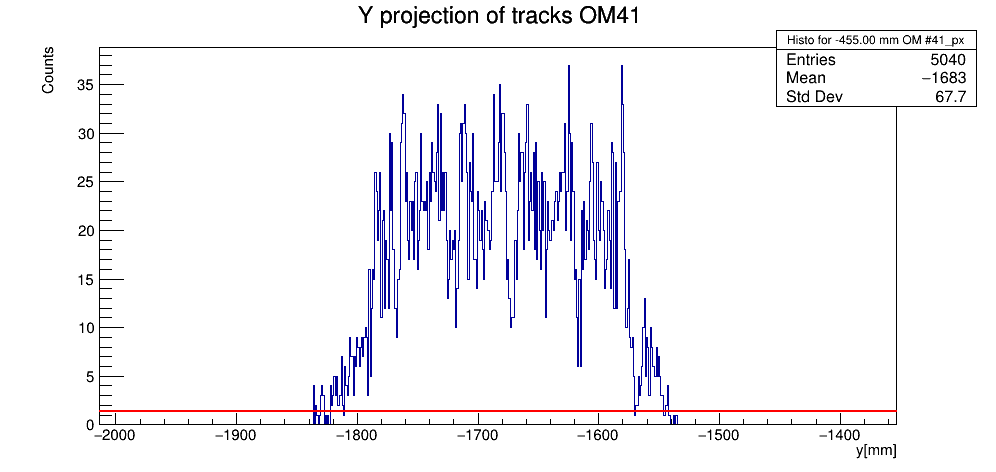 Y projection of tracks OM41
Histo for -455.00 mm OM #41_px
Entries 5040
Mean −1683
Std Dev 67.7
Counts
35
30
25
20
15
10
5
0
−2000 −1900 −1800 −1700 −1600 −1500 −1400
y[mm]